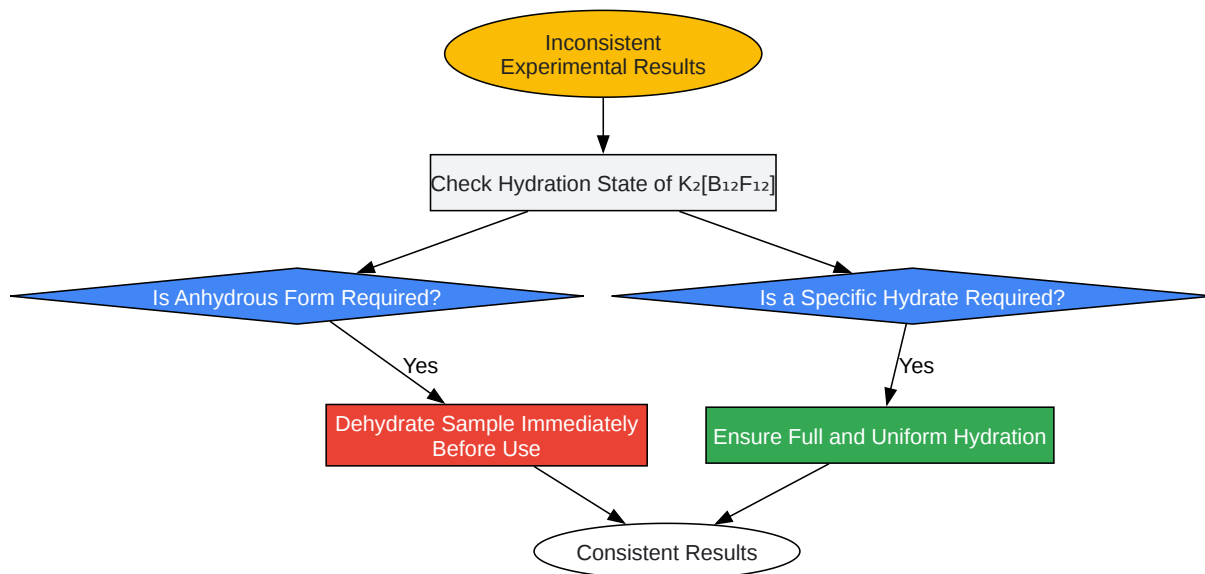 Inconsistent
Experimental Results
Check Hydration State of K₂[B₁₂F₁₂]
Is Anhydrous Form Required?
Is a Specific Hydrate Required?
Yes
Yes
Dehydrate Sample Immediately
Before Use
Ensure Full and Uniform Hydration
Consistent Results